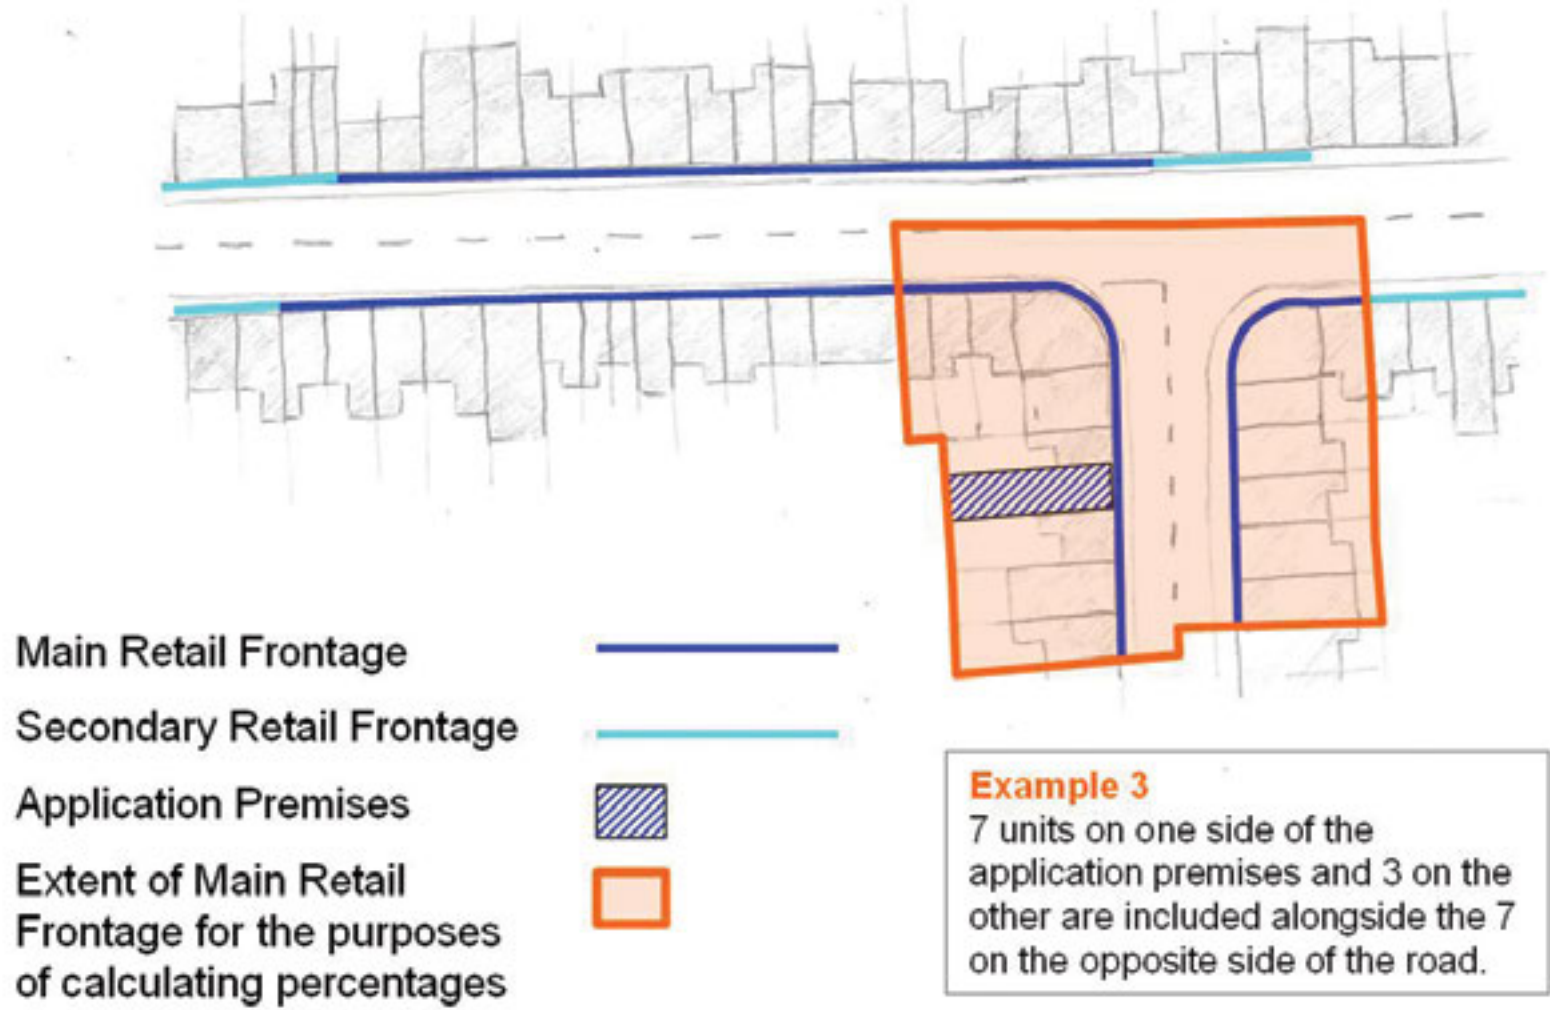 Main Retail Frontage
Secondary Retail Frontage
Application Premises
Extent of Main Retail
Frontage for the purposes
of calculating percentages
Example 3
7 units on one side of the
application premises and 3 on the
other are included alongside the 7
on the opposite side of the road.